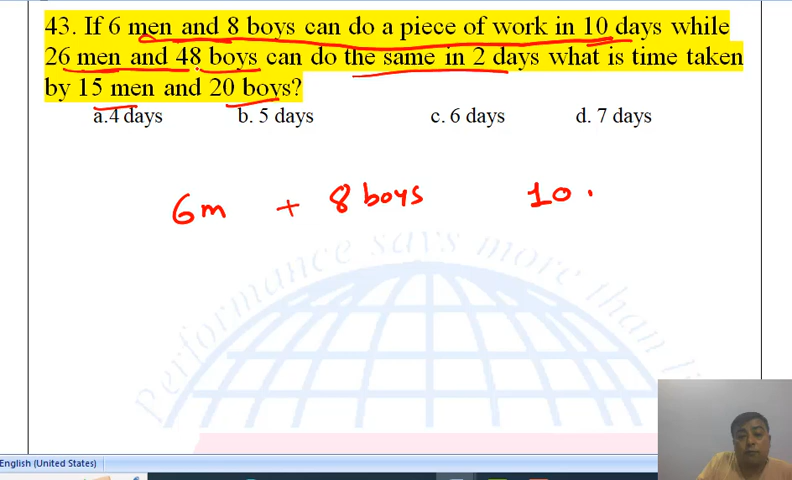 43. If 6 men and 8 boys can do a piece of work in 10 days while
26 men and 48 boys can do the same in 2 days what is time taken
by 15 men and 20 boys?
a.4 days b. 5 days c. 6 days d. 7 days
6m + 8 boys 10 .
Performance says more than
English (United States)